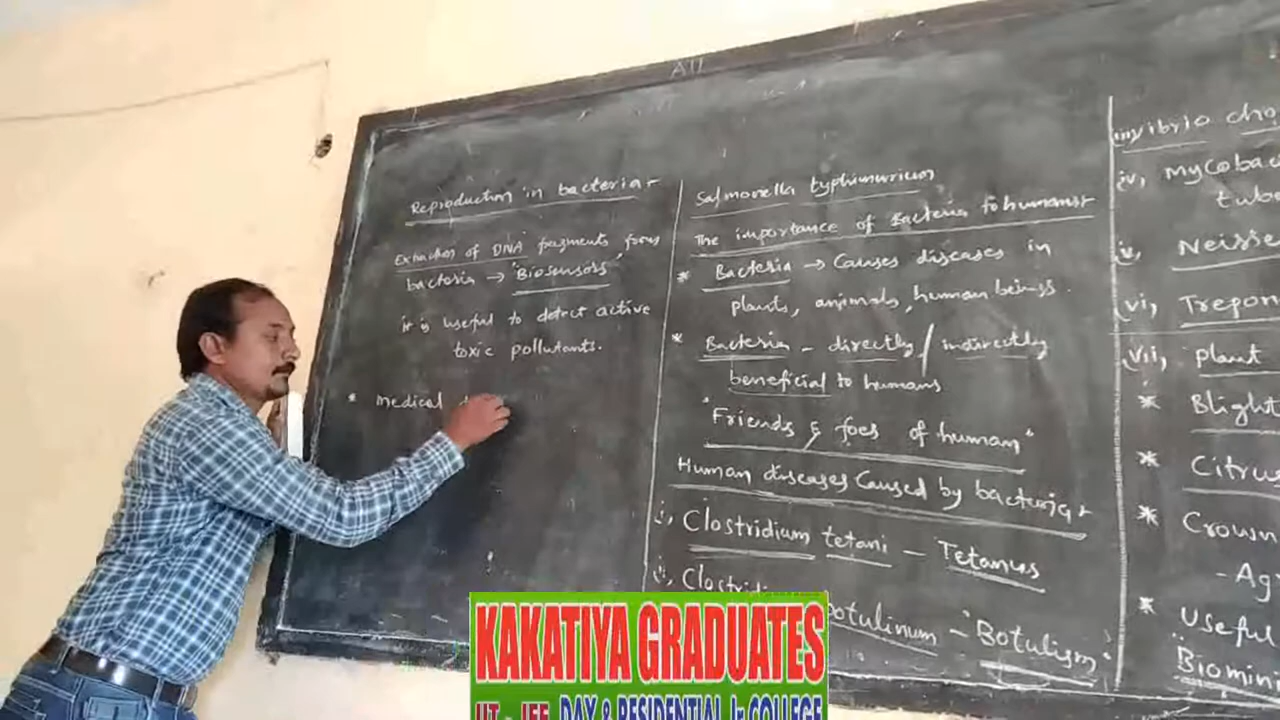 Reproduction in bacteria -
Extraction of DNA fragments from
bacteria → 'Biosensors'
it is useful to detect active
toxic pollutants.
* medical
Salmonella typhimurium
The importance of Bacteria to humans:
* Bacteria → Causes diseases in
plants, animals, human beings.
* Bacteria - directly/indirectly
beneficial to humans
"Friends & foes of human"
Human diseases Caused by bacteria:
i, Clostridium tetani - Tetanus
ii, Clostridi
botulinum - "Botulism"
Vibrio cho
iv, mycobac
tube
v, Neisse
vi, Trepon
vii, plant
* Blight
* Citrus
* Crown
- Ag
* Useful
Biomin
KAKATIYA GRADUATES
IIT - JEE DAY & RESIDENTIAL Jr COLLEGE